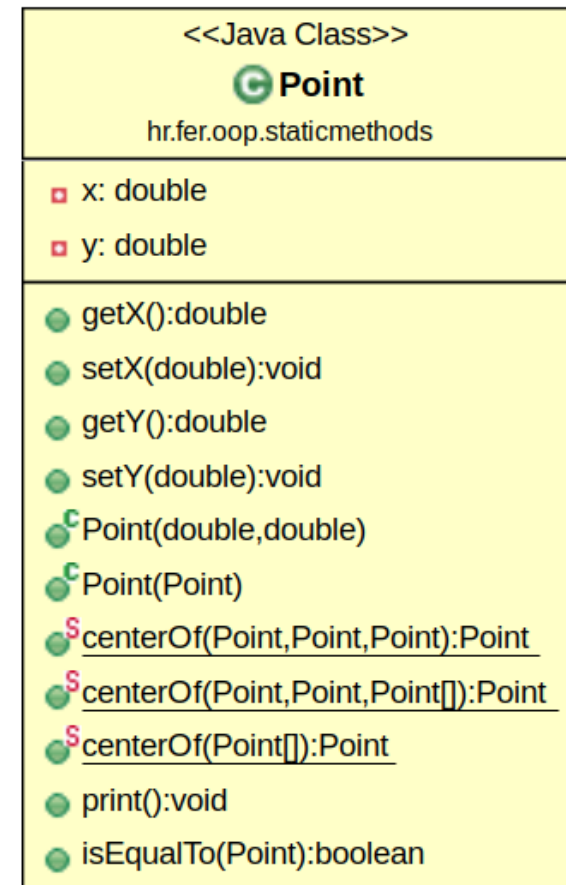 <<Java Class>>
Point
hr.fer.oop.staticmethods
x: double
y: double
getX():double
setX(double):void
getY():double
setY(double):void
Point(double,double)
Point(Point)
centerOf(Point,Point,Point):Point
centerOf(Point,Point,Point[]):Point
centerOf(Point[]):Point
print():void
isEqualTo(Point):boolean